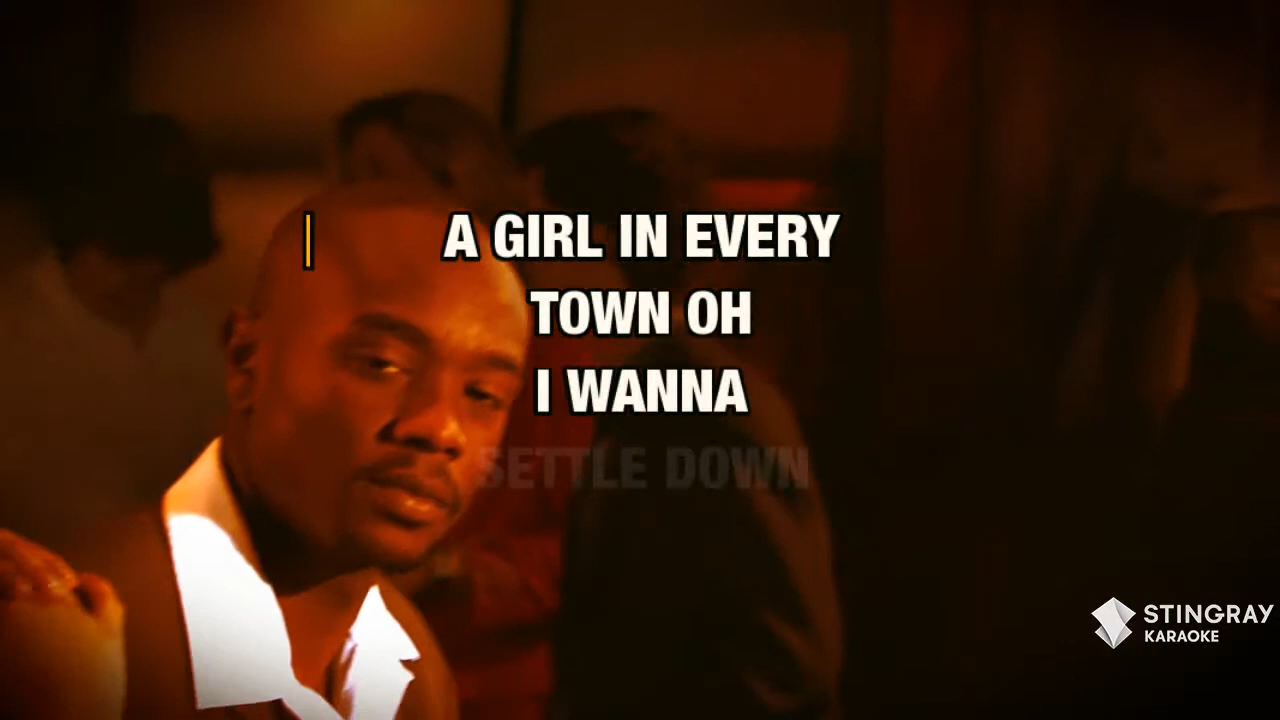 A GIRL IN EVERY
TOWN OH
I WANNA
SETTLE DOWN
STINGRAY
KARAOKE